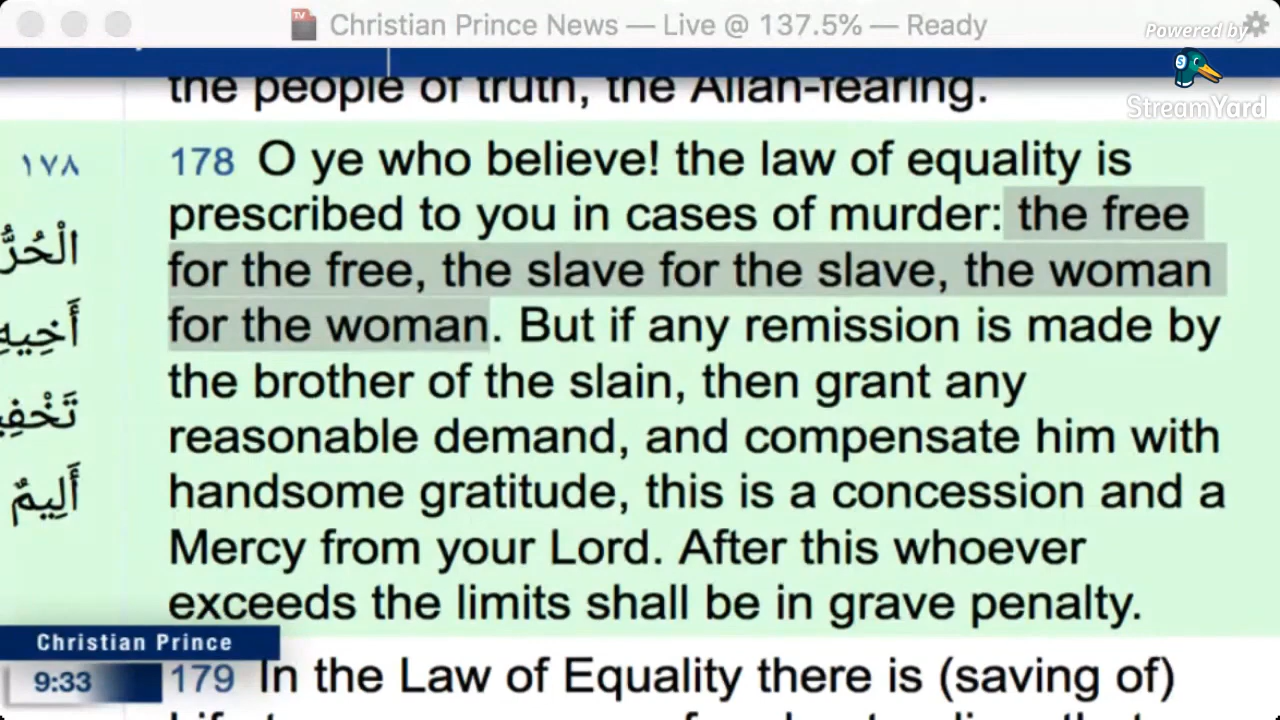 Christian Prince News — Live @ 137.5% — Ready
Powered by
StreamYard
the people of truth, the Allah-fearing.
١٧٨
178 O ye who believe! the law of equality is
prescribed to you in cases of murder: the free
الْحُرُّ
for the free, the slave for the slave, the woman
for the woman. But if any remission is made by
أَخِيهِ
the brother of the slain, then grant any
reasonable demand, and compensate him with
handsome gratitude, this is a concession and a
أَلِيمٌ
Mercy from your Lord. After this whoever
exceeds the limits shall be in grave penalty.
Christian Prince
9:33
179 In the Law of Equality there is (saving of)